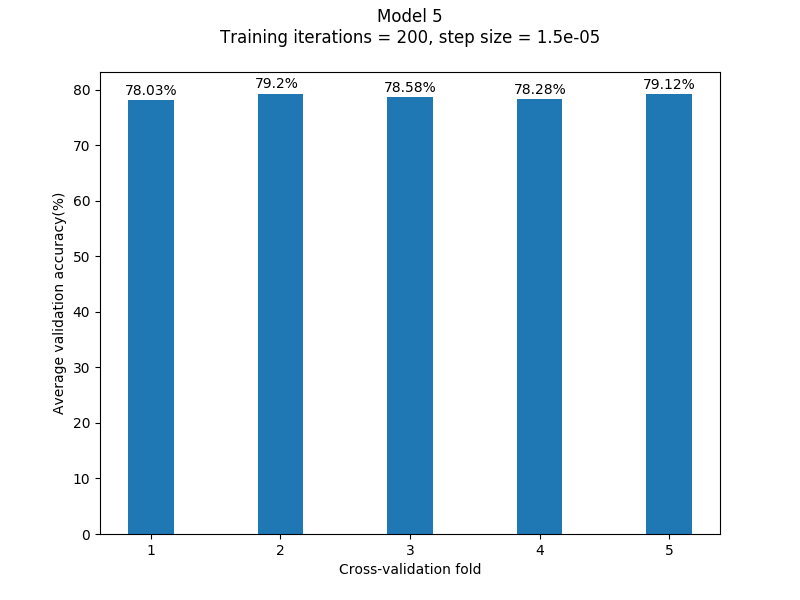 Model 5
Training iterations = 200, step size = 1.5e-05
78.03%
79.2%
78.58%
78.28%
79.12%
80
70
60
50
40
30
20
10
0
Average validation accuracy(%)
1 2 3 4 5
Cross-validation fold